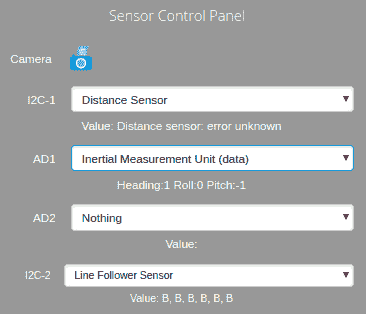 Sensor Control Panel
Camera
I2C-1 Distance Sensor
Value: Distance sensor: error unknown
AD1 Inertial Measurement Unit (data)
Heading:1 Roll:0 Pitch:-1
AD2 Nothing
Value:
I2C-2 Line Follower Sensor
Value: B, B, B, B, B, B